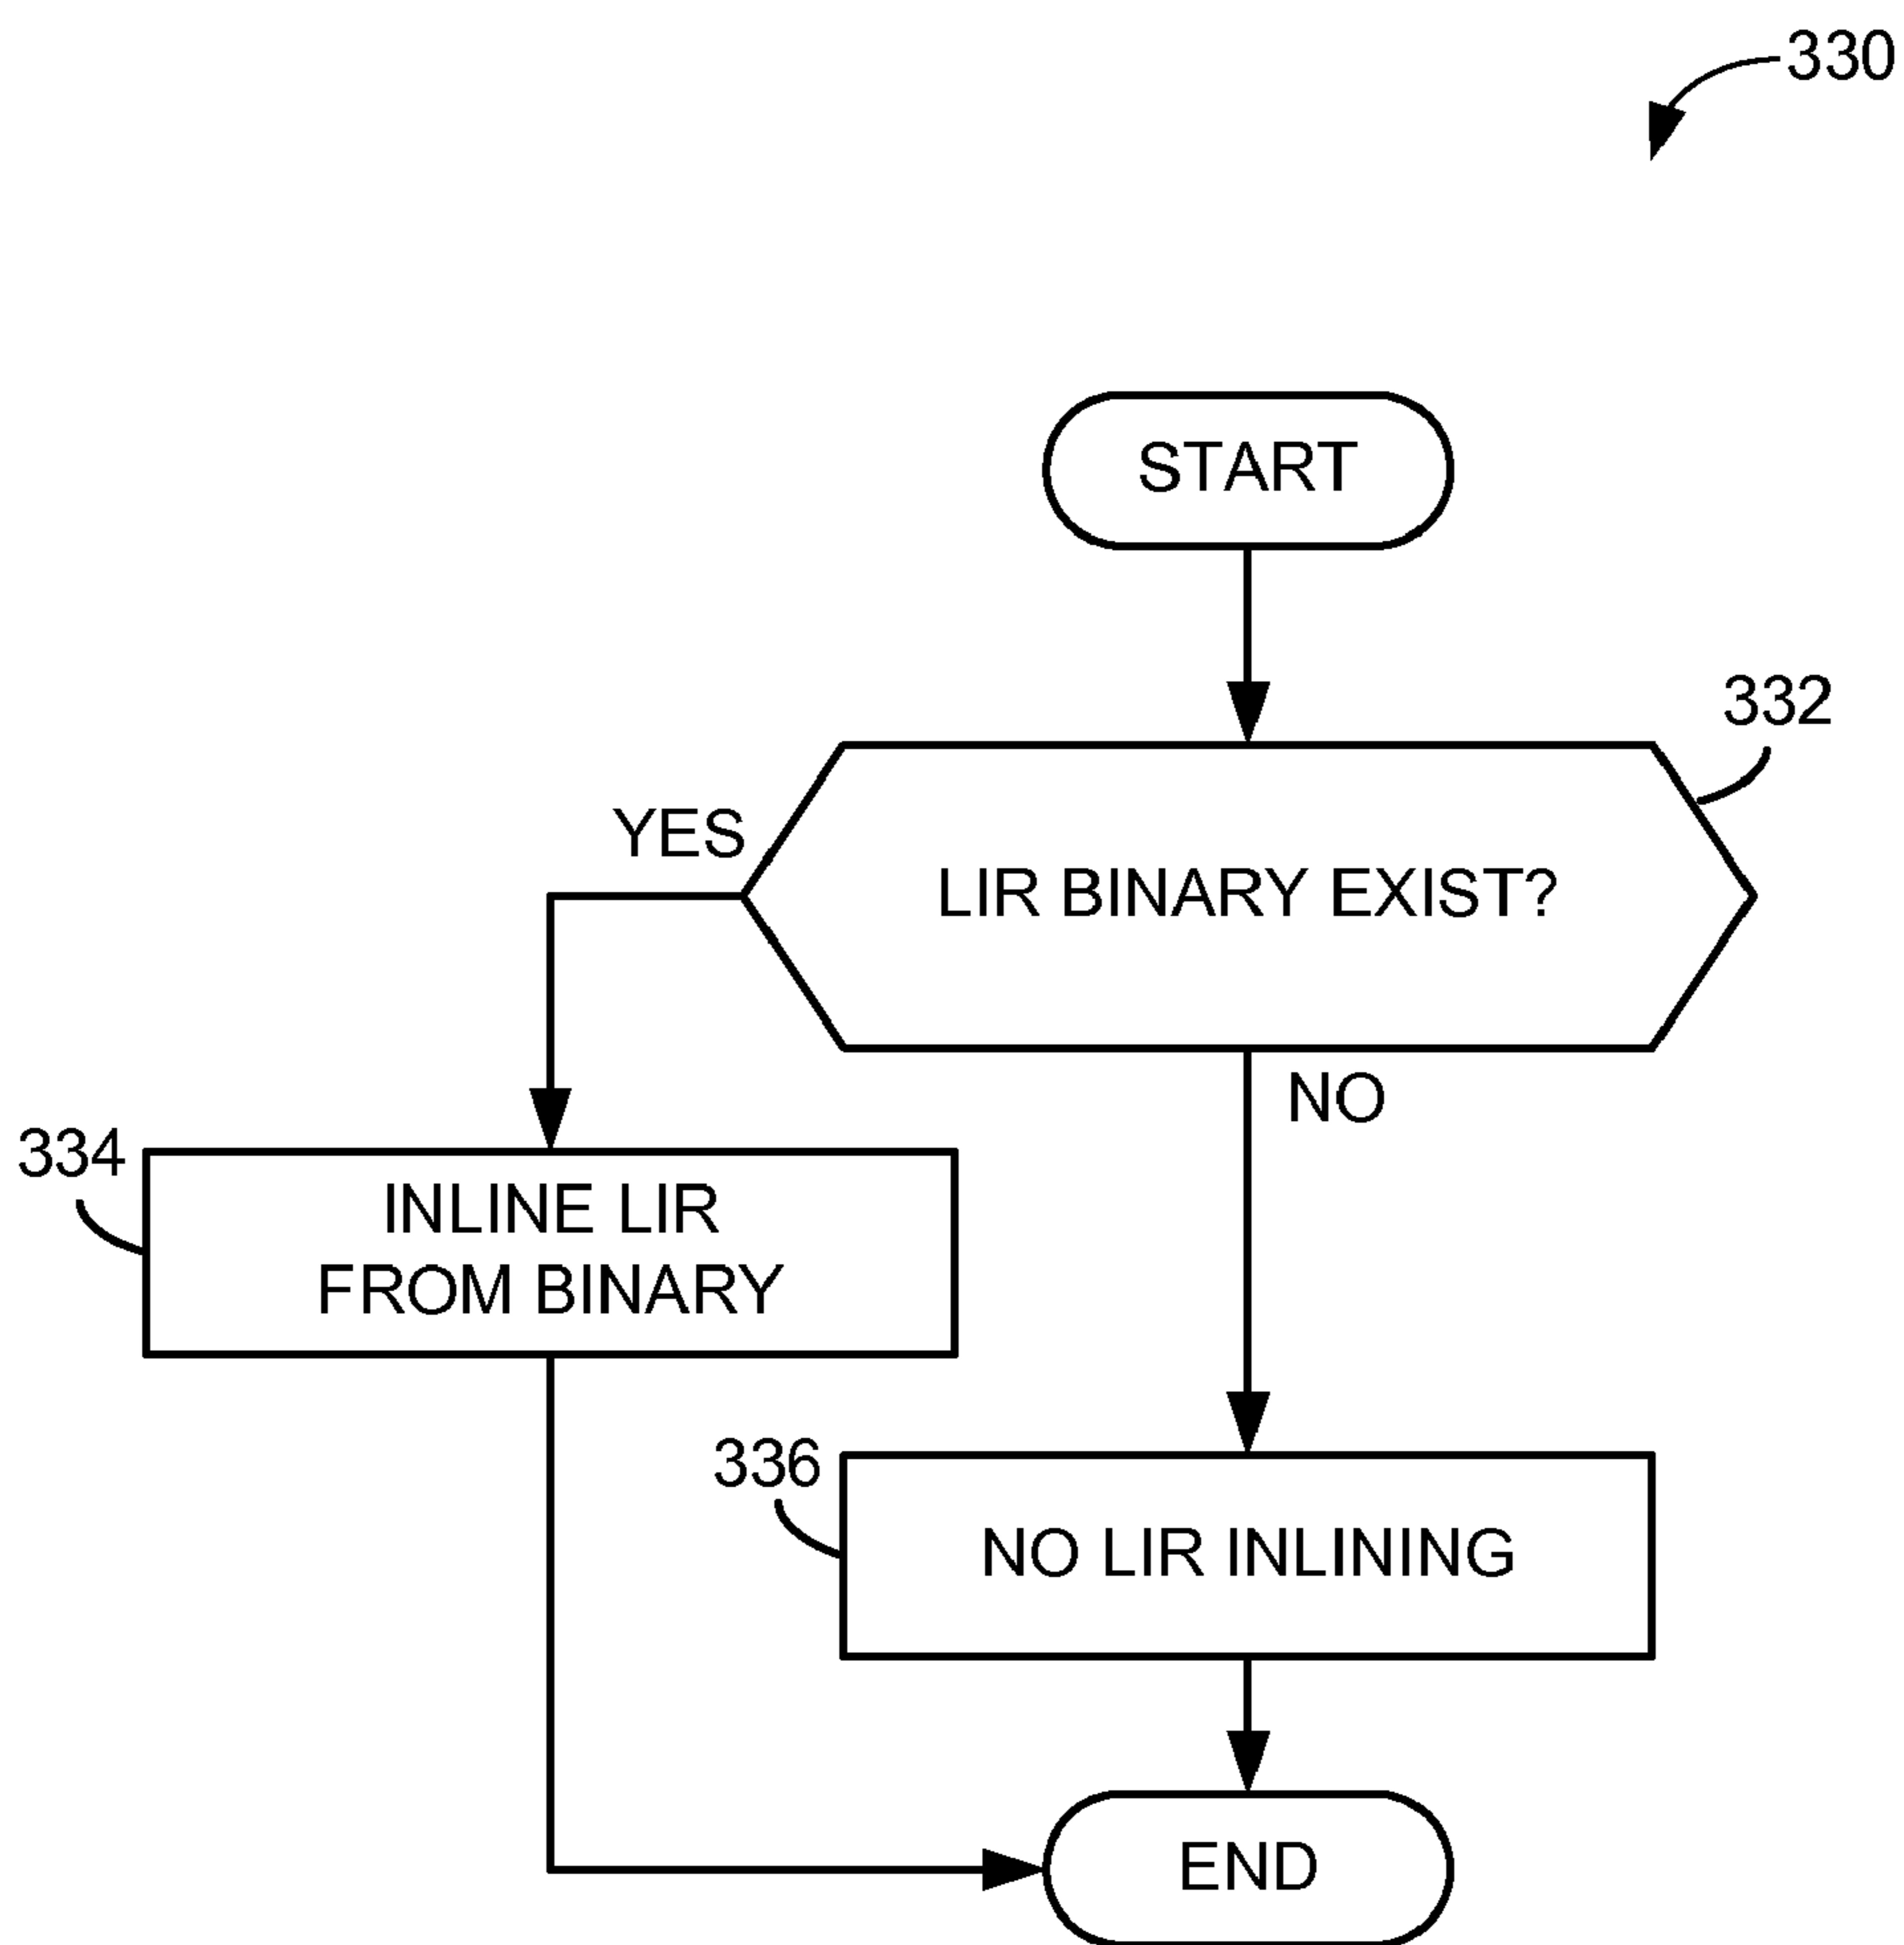 330
START
332
YES
LIR BINARY EXIST?
NO
334
INLINE LIR
FROM BINARY
336
NO LIR INLINING
END